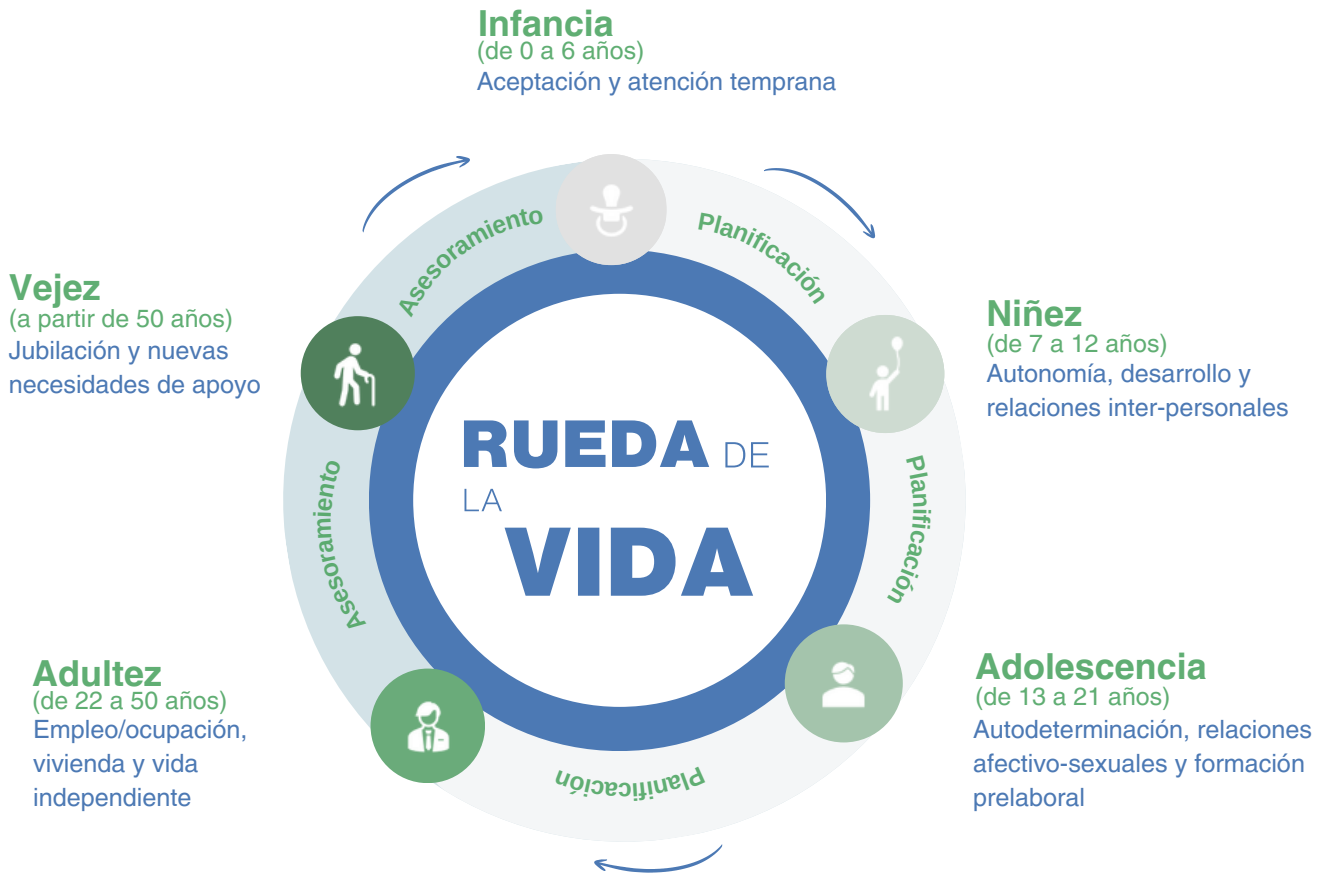 Infancia
(de 0 a 6 años)
Aceptación y atención temprana
Asesoramiento
Planificación
Vejez
(a partir de 50 años)
Jubilación y nuevas
necesidades de apoyo
Niñez
(de 7 a 12 años)
Autonomía, desarrollo y
relaciones inter-personales
RUEDA DE
LA
VIDA
Asesoramiento
Planificación
Adultez
(de 22 a 50 años)
Empleo/ocupación,
vivienda y vida
independiente
Adolescencia
(de 13 a 21 años)
Autodeterminación, relaciones
afectivo-sexuales y formación
prelaboral
Planificación